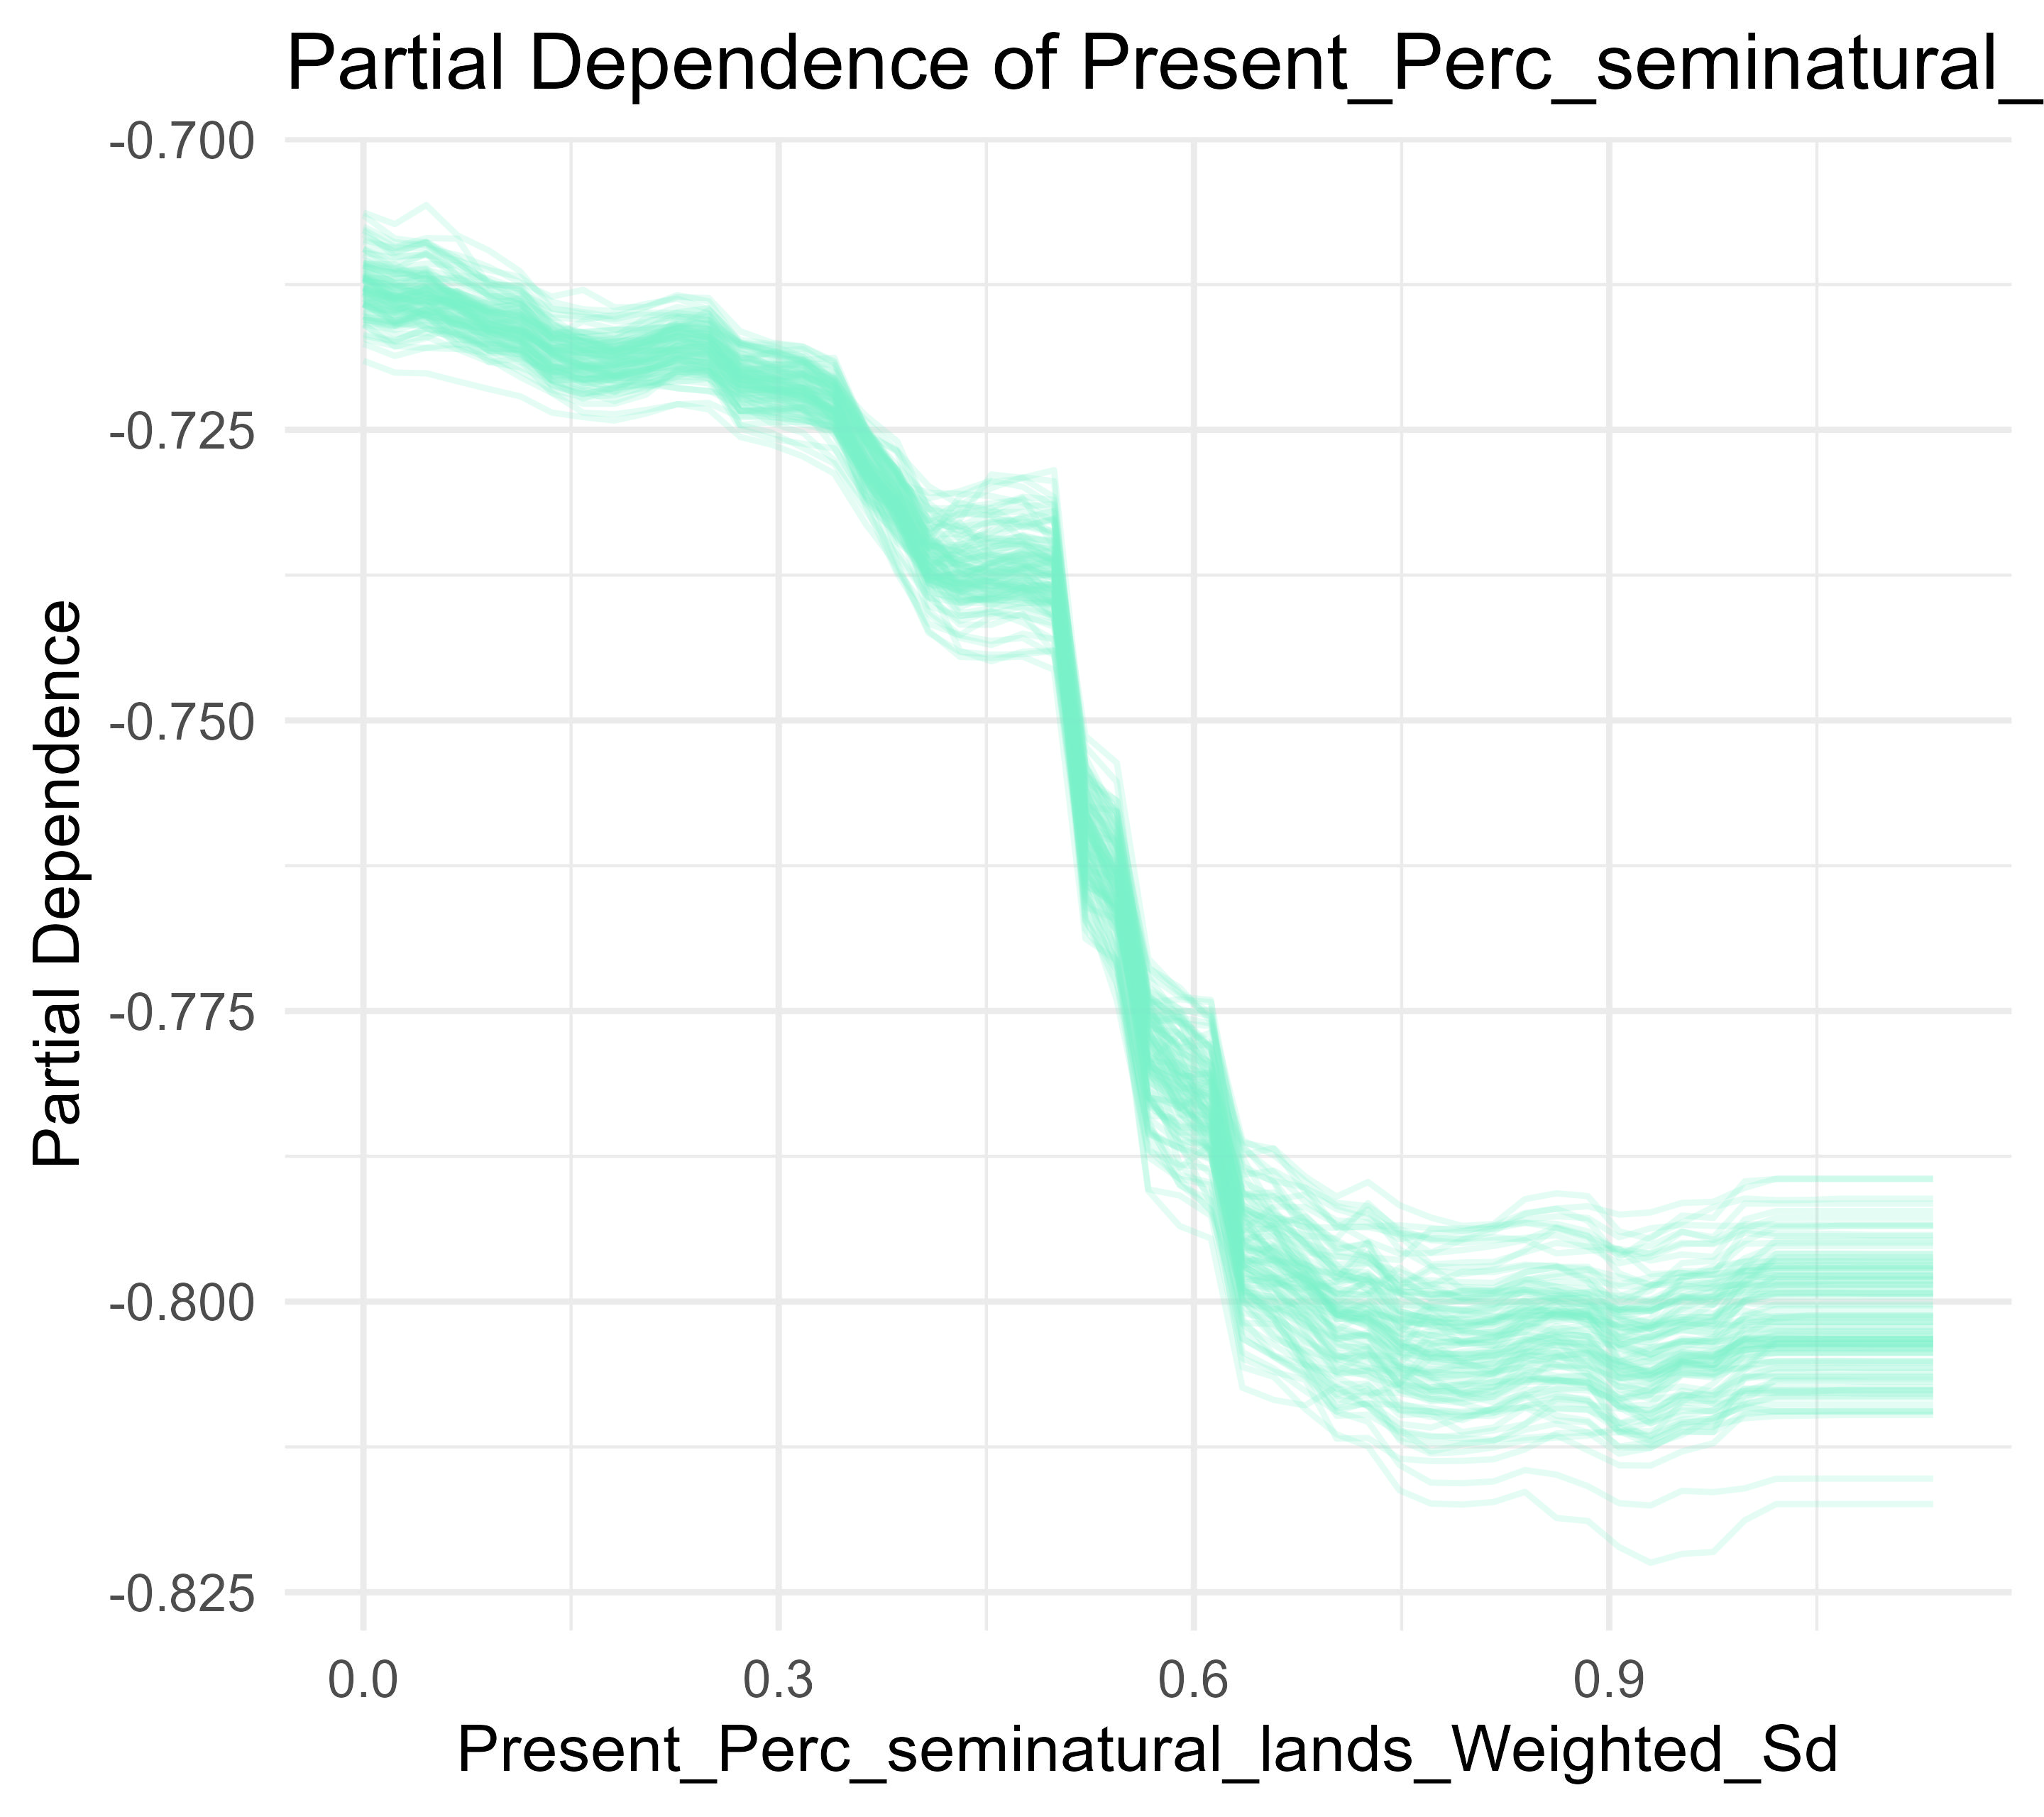 Partial Dependence of Present_Perc_seminatural_
-0.700
-0.725
-0.750
-0.775
-0.800
-0.825
Partial Dependence
0.0 0.3 0.6 0.9
Present_Perc_seminatural_lands_Weighted_Sd